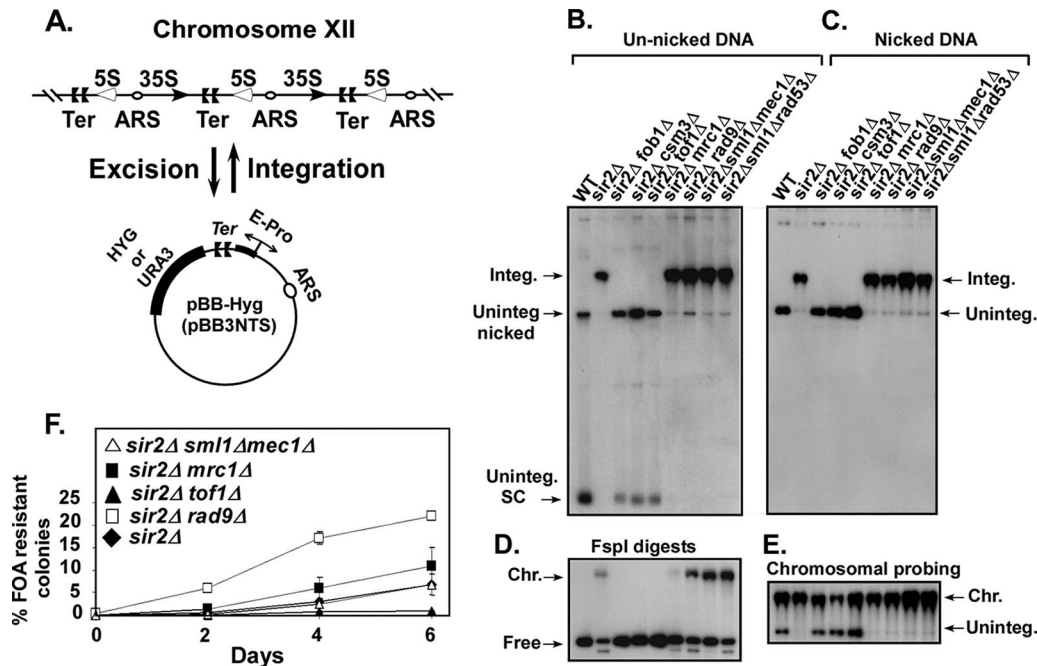 A.
Chromosome XII
5S 35S 5S 35S 5S
Ter ARS Ter ARS Ter ARS
Excision Integration
HYG or URA3
Ter
E-Pro
ARS
pBB-Hyg
(pBB3NTS)
B.
Un-nicked DNA
WT
sir2Δ
sir2Δ fob1Δ
sir2Δ csm3Δ
sir2Δ tof1Δ
sir2Δ mrc1Δ
sir2Δ rad9Δ
sir2Δsml1Δmec1Δ
sir2Δsml1Δrad53Δ
Integ.
Uninteg
nicked
Uninteg.
SC
C.
Nicked DNA
WT
sir2Δ
sir2Δ fob1Δ
sir2Δ csm3Δ
sir2Δ tof1Δ
sir2Δ mrc1Δ
sir2Δ rad9Δ
sir2Δsml1Δmec1Δ
sir2Δsml1Δrad53Δ
Integ.
Uninteg.
D.
FspI digests
Chr.
Free
E.
Chromosomal probing
Chr.
Uninteg.
F.
sir2Δ sml1Δmec1Δ
sir2Δ mrc1Δ
sir2Δ tof1Δ
sir2Δ rad9Δ
sir2Δ
% FOA resistant
colonies
25
20
15
10
5
0
0 2 4 6
Days